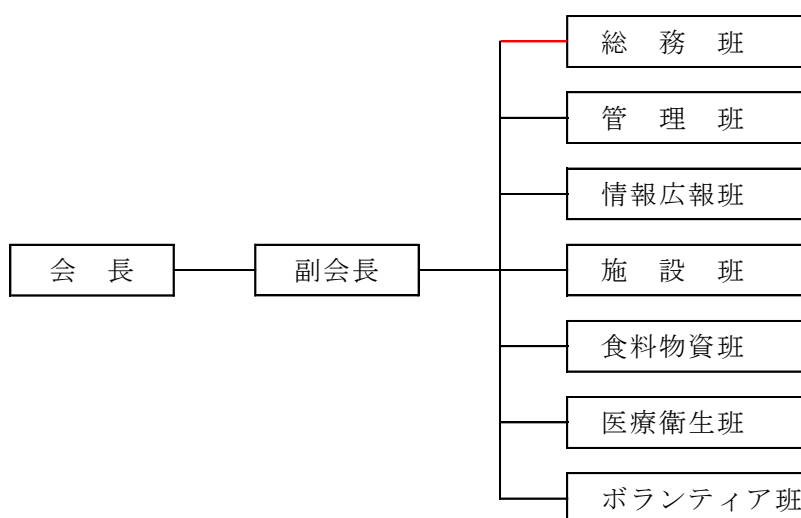 総　務　班
管　理　班
情報広報班
会　長
副会長
施　設　班
食料物資班
医療衛生班
ボランティア班